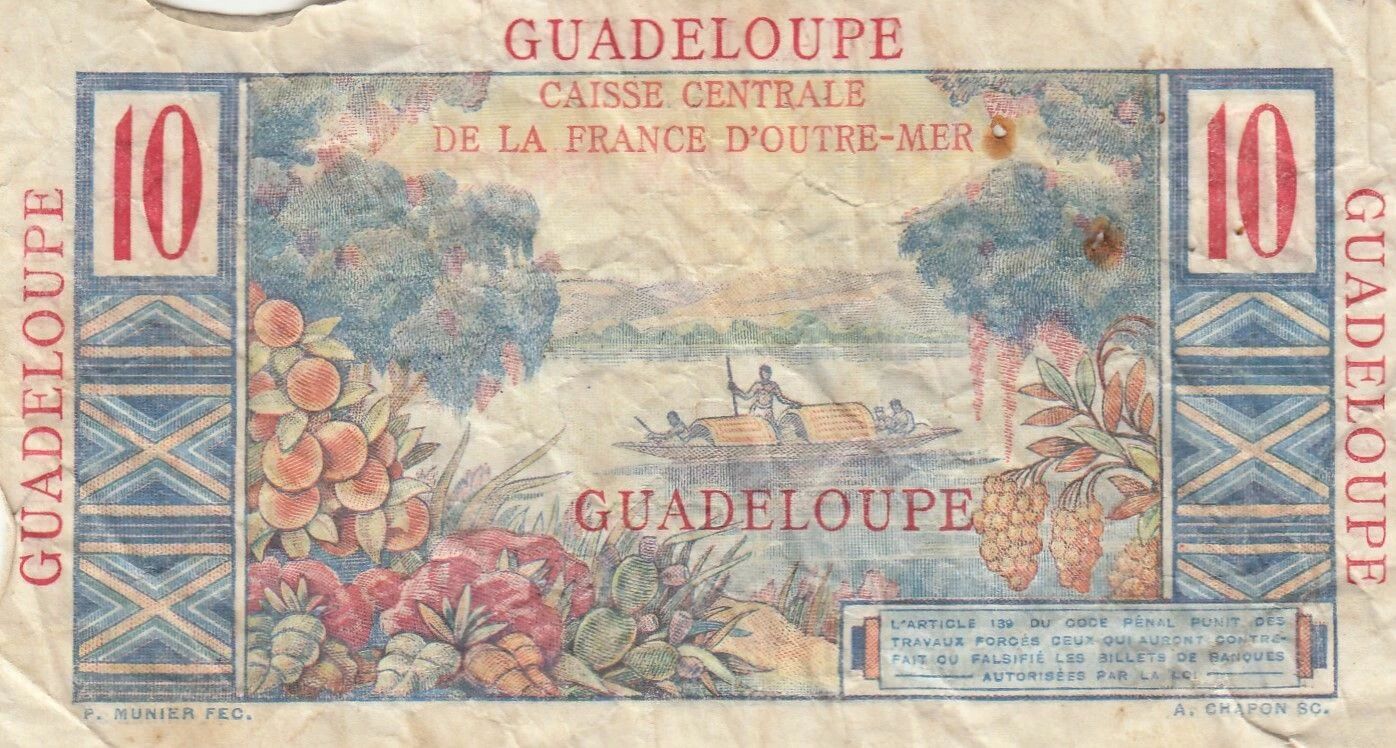 GUADELOUPE
CAISSE CENTRALE
DE LA FRANCE D'OUTRE-MER
10
10
GUADELOUPE
GUADELOUPE
GUADELOUPE
L'ARTICLE 139 DU CODE PÉNAL PUNIT DES
TRAVAUX FORCÉS CEUX QUI AURONT CONTRE-
FAIT OU FALSIFIÉ LES BILLETS DE BANQUES
AUTORISÉES PAR LA LOI
P. MUNIER FEC.
A. CHAPON SC.